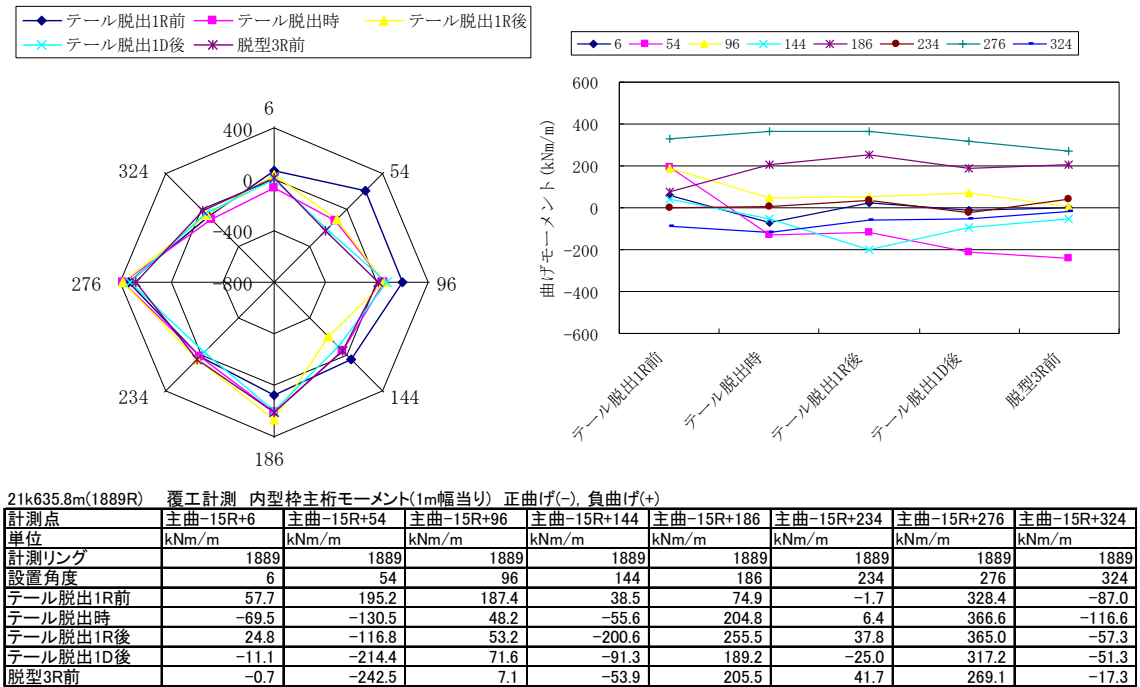 テール脱出1R前 テール脱出時 テール脱出1R後
テール脱出1D後 脱型3R前
6
400
324
54
0
-400
276
-800
96
234
144
186
6 54 96 144 186 234 276 324
曲げモーメント(kNm/m)
600
400
200
0
-200
-400
-600
テール脱出1R前
テール脱出時
テール脱出1R後
テール脱出1D後
脱型3R前
21k635.8m(1889R) 覆工計測 内型枠主桁モーメント(1m幅当り) 正曲げ(-), 負曲げ(+)
計測点 主曲-15R+6 主曲-15R+54 主曲-15R+96 主曲-15R+144 主曲-15R+186 主曲-15R+234 主曲-15R+276 主曲-15R+324
単位 kNm/m kNm/m kNm/m kNm/m kNm/m kNm/m kNm/m kNm/m
計測リング 1889 1889 1889 1889 1889 1889 1889 1889
設置角度 6 54 96 144 186 234 276 324
テール脱出1R前 57.7 195.2 187.4 38.5 74.9 -1.7 328.4 -87.0
テール脱出時 -69.5 -130.5 48.2 -55.6 204.8 6.4 366.6 -116.6
テール脱出1R後 24.8 -116.8 53.2 -200.6 255.5 37.8 365.0 -57.3
テール脱出1D後 -11.1 -214.4 71.6 -91.3 189.2 -25.0 317.2 -51.3
脱型3R前 -0.7 -242.5 7.1 -53.9 205.5 41.7 269.1 -17.3